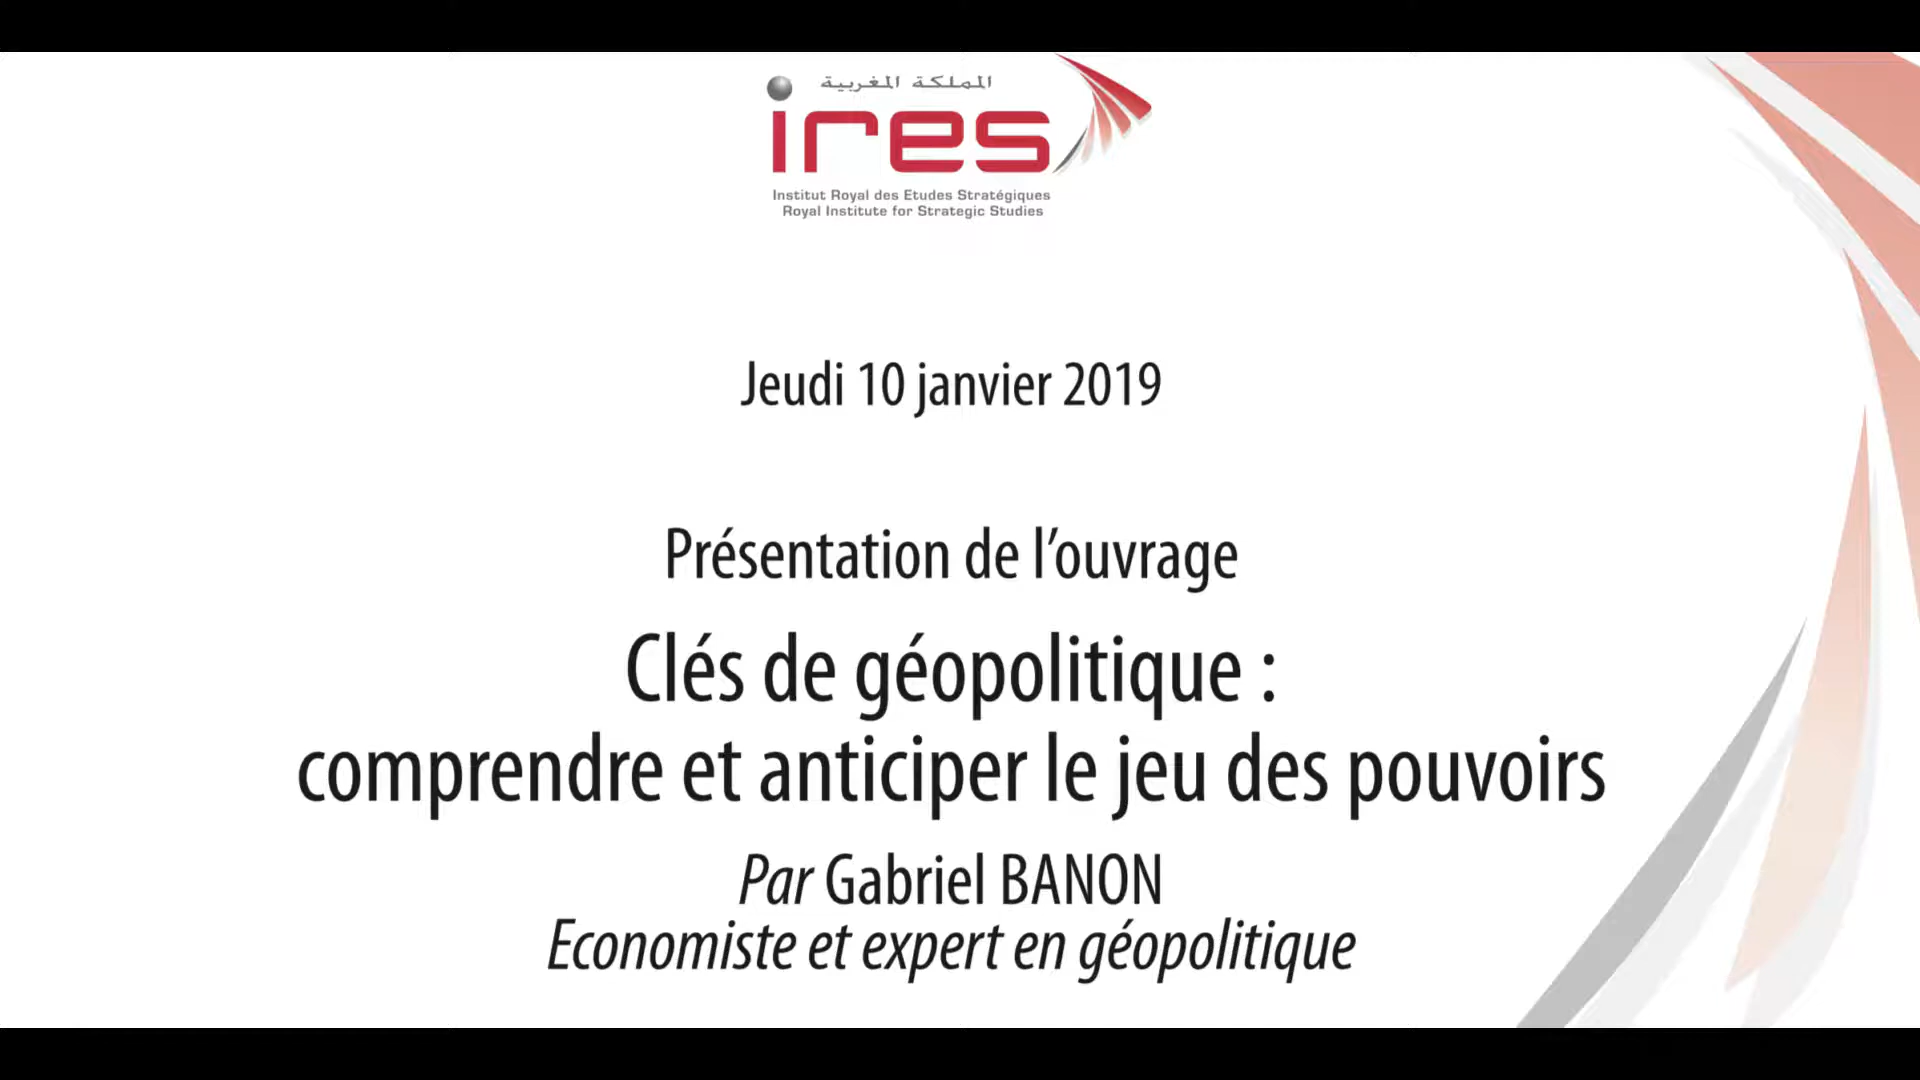 المملكة المغربية
ires
Institut Royal des Etudes Stratégiques
Royal Institute for Strategic Studies
Jeudi 10 janvier 2019
Présentation de l’ouvrage
Clés de géopolitique :
comprendre et anticiper le jeu des pouvoirs
Par Gabriel BANON
Economiste et expert en géopolitique